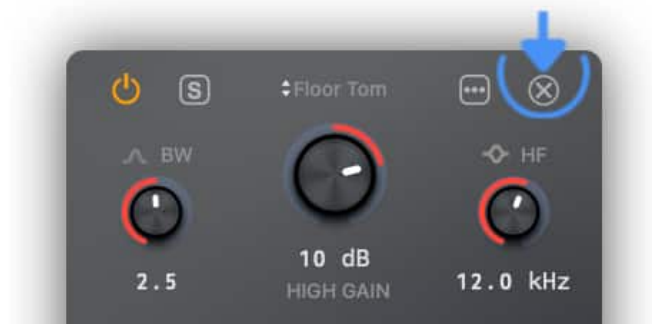 S Floor Tom
BW
HF
10 dB
HIGH GAIN
2.5
12.0 kHz